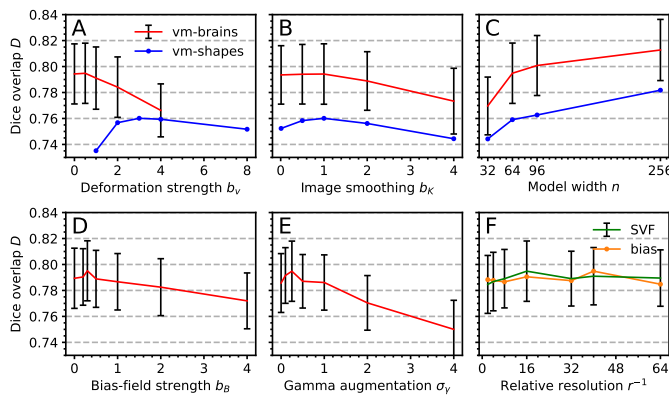 A
B
C
vm-brains
vm-shapes
Dice overlap D
0.84
0.82
0.80
0.78
0.76
0.74
0 2 4 6 8
Deformation strength b_v
0 1 2 3 4
Image smoothing b_K
32 64 96 256
Model width n
D
E
F
SVF
bias
Dice overlap D
0.84
0.82
0.80
0.78
0.76
0.74
0 1 2 3 4
Bias-field strength b_B
0 1 2 3 4
Gamma augmentation σ_γ
0 16 32 48 64
Relative resolution r⁻¹